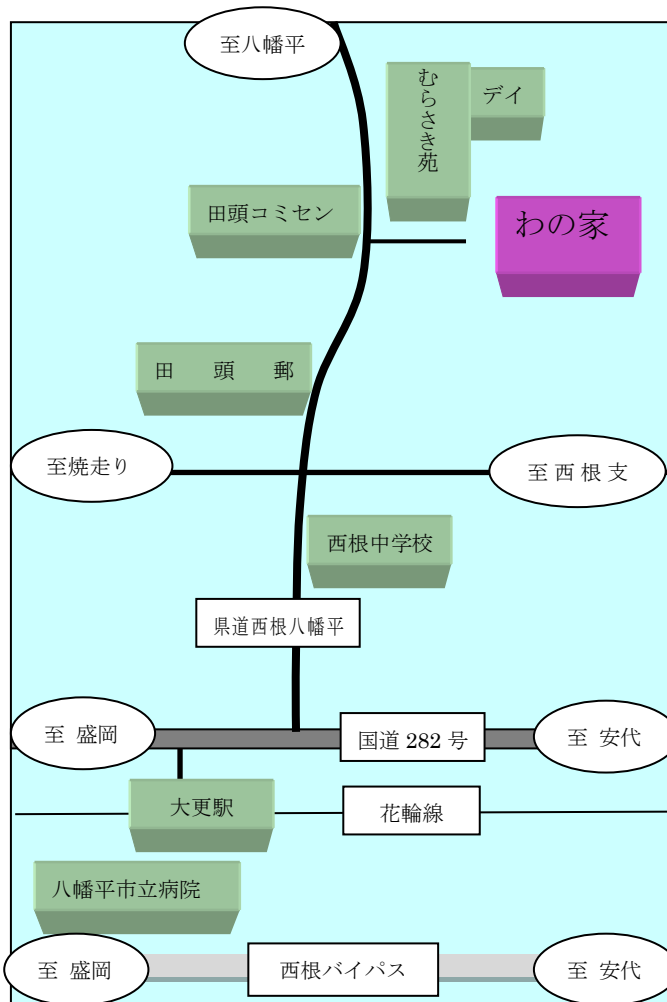 至八幡平
むらさき苑
デイ
田頭コミセン
わの家
田 頭 郵
至焼走り
至 西 根 支
西根中学校
県道西根八幡平
至 盛岡
国道 282 号
至 安代
大更駅
花輪線
八幡平市立病院
至 盛岡
西根バイパス
至 安代